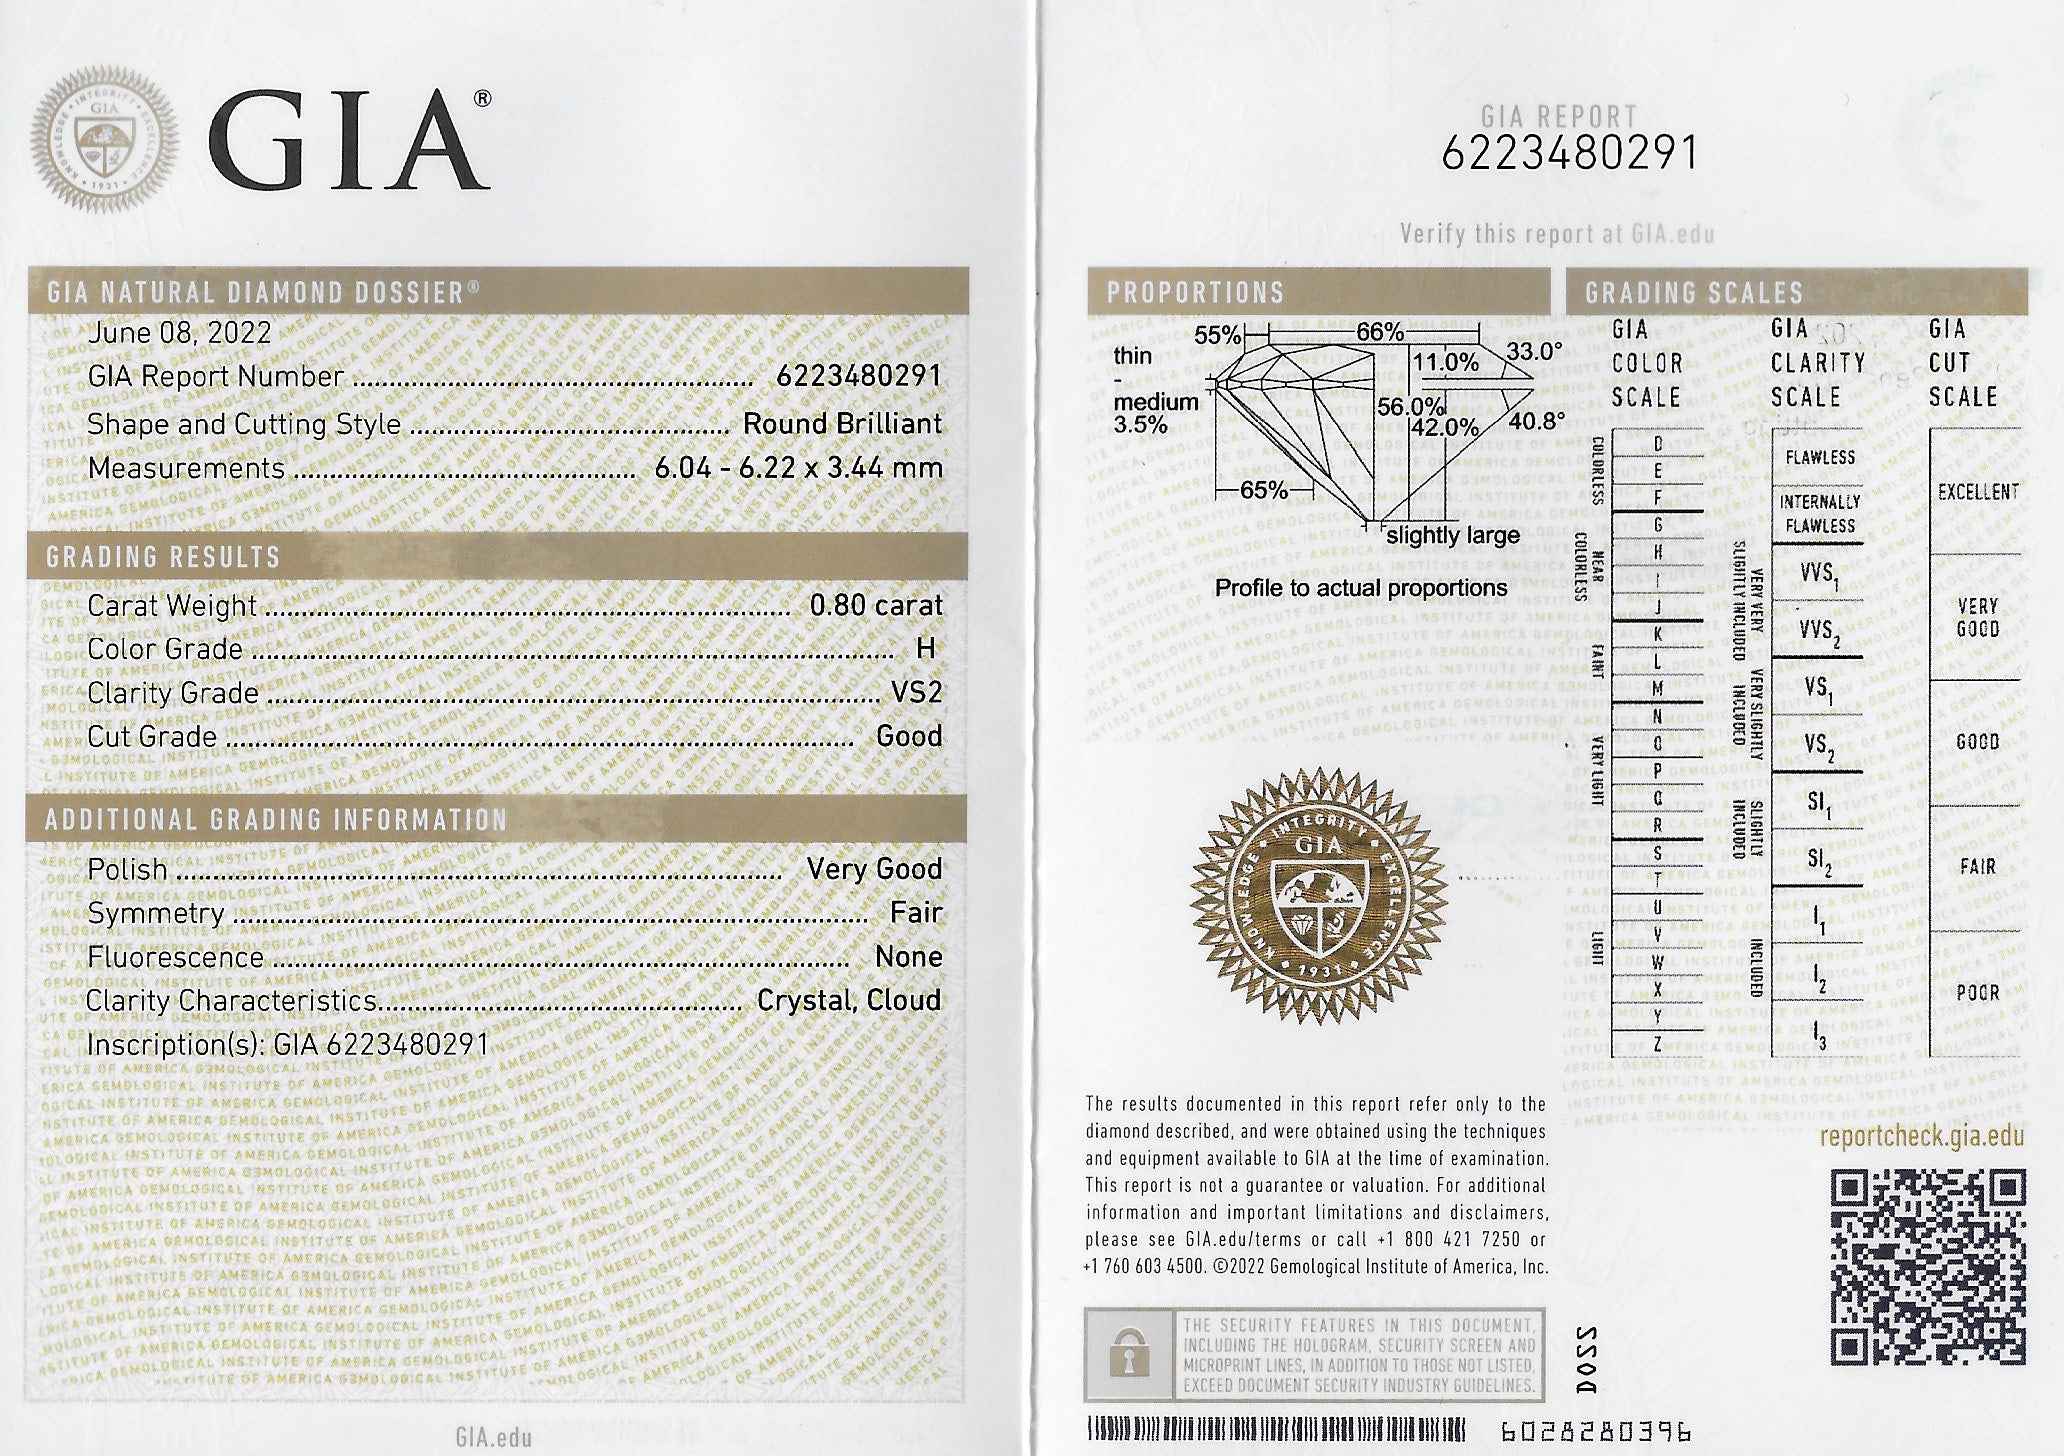 GIA®
KNOWLEDGE • INTEGRITY • EXCELLENCE
GIA
• 1931 •
GIA NATURAL DIAMOND DOSSIER®
June 08, 2022
GIA Report Number 6223480291
Shape and Cutting Style Round Brilliant
Measurements 6.04 - 6.22 x 3.44 mm
GRADING RESULTS
Carat Weight 0.80 carat
Color Grade H
Clarity Grade VS2
Cut Grade Good
ADDITIONAL GRADING INFORMATION
Polish Very Good
Symmetry Fair
Fluorescence None
Clarity Characteristics Crystal, Cloud
Inscription(s): GIA 6223480291
GIA.edu
GIA REPORT
6223480291
Verify this report at GIA.edu
PROPORTIONS
55%
66%
thin
-
medium
3.5%
11.0%
33.0°
56.0%
42.0%
40.8°
65%
slightly large
Profile to actual proportions
KNOWLEDGE • INTEGRITY • EXCELLENCE
GIA
• 1931 •
The results documented in this report refer only to the
diamond described, and were obtained using the techniques
and equipment available to GIA at the time of examination.
This report is not a guarantee or valuation. For additional
information and important limitations and disclaimers,
please see GIA.edu/terms or call +1 800 421 7250 or
+1 760 603 4500. ©2022 Gemological Institute of America, Inc.
THE SECURITY FEATURES IN THIS DOCUMENT,
INCLUDING THE HOLOGRAM, SECURITY SCREEN AND
MICROPRINT LINES, IN ADDITION TO THOSE NOT LISTED,
EXCEED DOCUMENT SECURITY INDUSTRY GUIDELINES.
6028280396
GRADING SCALES
GIA
COLOR
SCALE
COLORLESS
D
E
F
NEAR
COLORLESS
G
H
I
J
FAINT
K
L
M
VERY LIGHT
N
O
P
Q
R
LIGHT
S
T
U
V
W
X
Y
Z
GIA
CLARITY
SCALE
FLAWLESS
INTERNALLY
FLAWLESS
VERY VERY
SLIGHTLY INCLUDED
VVS1
VVS2
VERY SLIGHTLY
INCLUDED
VS1
VS2
SLIGHTLY
INCLUDED
SI1
SI2
INCLUDED
I1
I2
I3
GIA
CUT
SCALE
EXCELLENT
VERY
GOOD
GOOD
FAIR
POOR
reportcheck.gia.edu